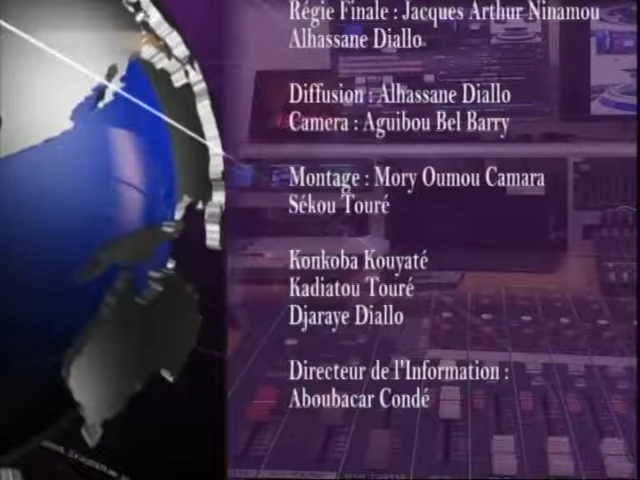 Régie Finale : Jacques Arthur Ninamou
Alhassane Diallo
Diffusion : Alhassane Diallo
Camera : Aguibou Bel Barry
Montage : Mory Oumou Camara
Sékou Touré
Konkoba Kouyaté
Kadiatou Touré
Djaraye Diallo
Directeur de l'Information :
Aboubacar Condé